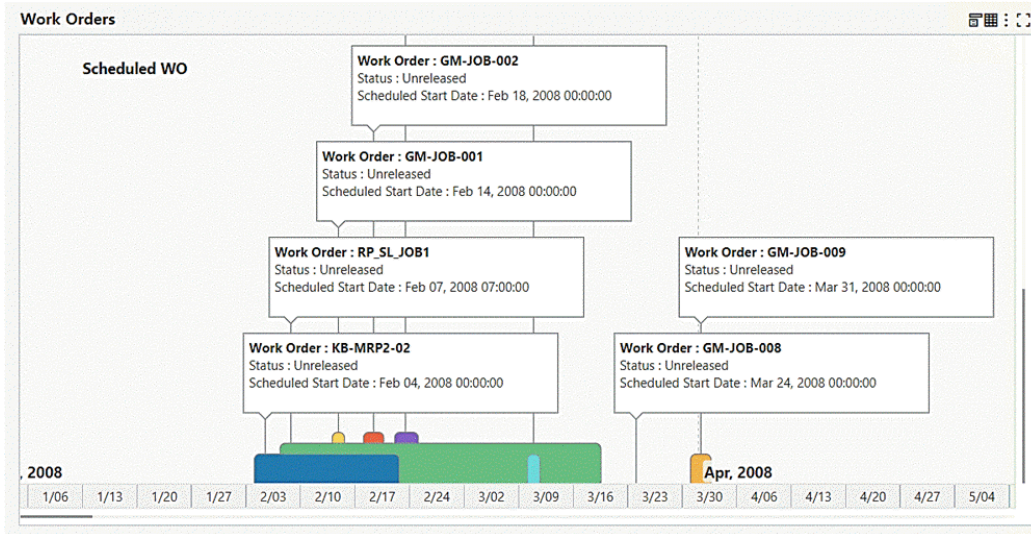 Work Orders
Scheduled WO
Work Order : GM-JOB-002
Status : Unreleased
Scheduled Start Date : Feb 18, 2008 00:00:00
Work Order : GM-JOB-001
Status : Unreleased
Scheduled Start Date : Feb 14, 2008 00:00:00
Work Order : RP_SL_JOB1
Status : Unreleased
Scheduled Start Date : Feb 07, 2008 07:00:00
Work Order : GM-JOB-009
Status : Unreleased
Scheduled Start Date : Mar 31, 2008 00:00:00
Work Order : KB-MRP2-02
Status : Unreleased
Scheduled Start Date : Feb 04, 2008 00:00:00
Work Order : GM-JOB-008
Status : Unreleased
Scheduled Start Date : Mar 24, 2008 00:00:00
, 2008
Apr, 2008
1/06 1/13 1/20 1/27 2/03 2/10 2/17 2/24 3/02 3/09 3/16 3/23 3/30 4/06 4/13 4/20 4/27 5/04